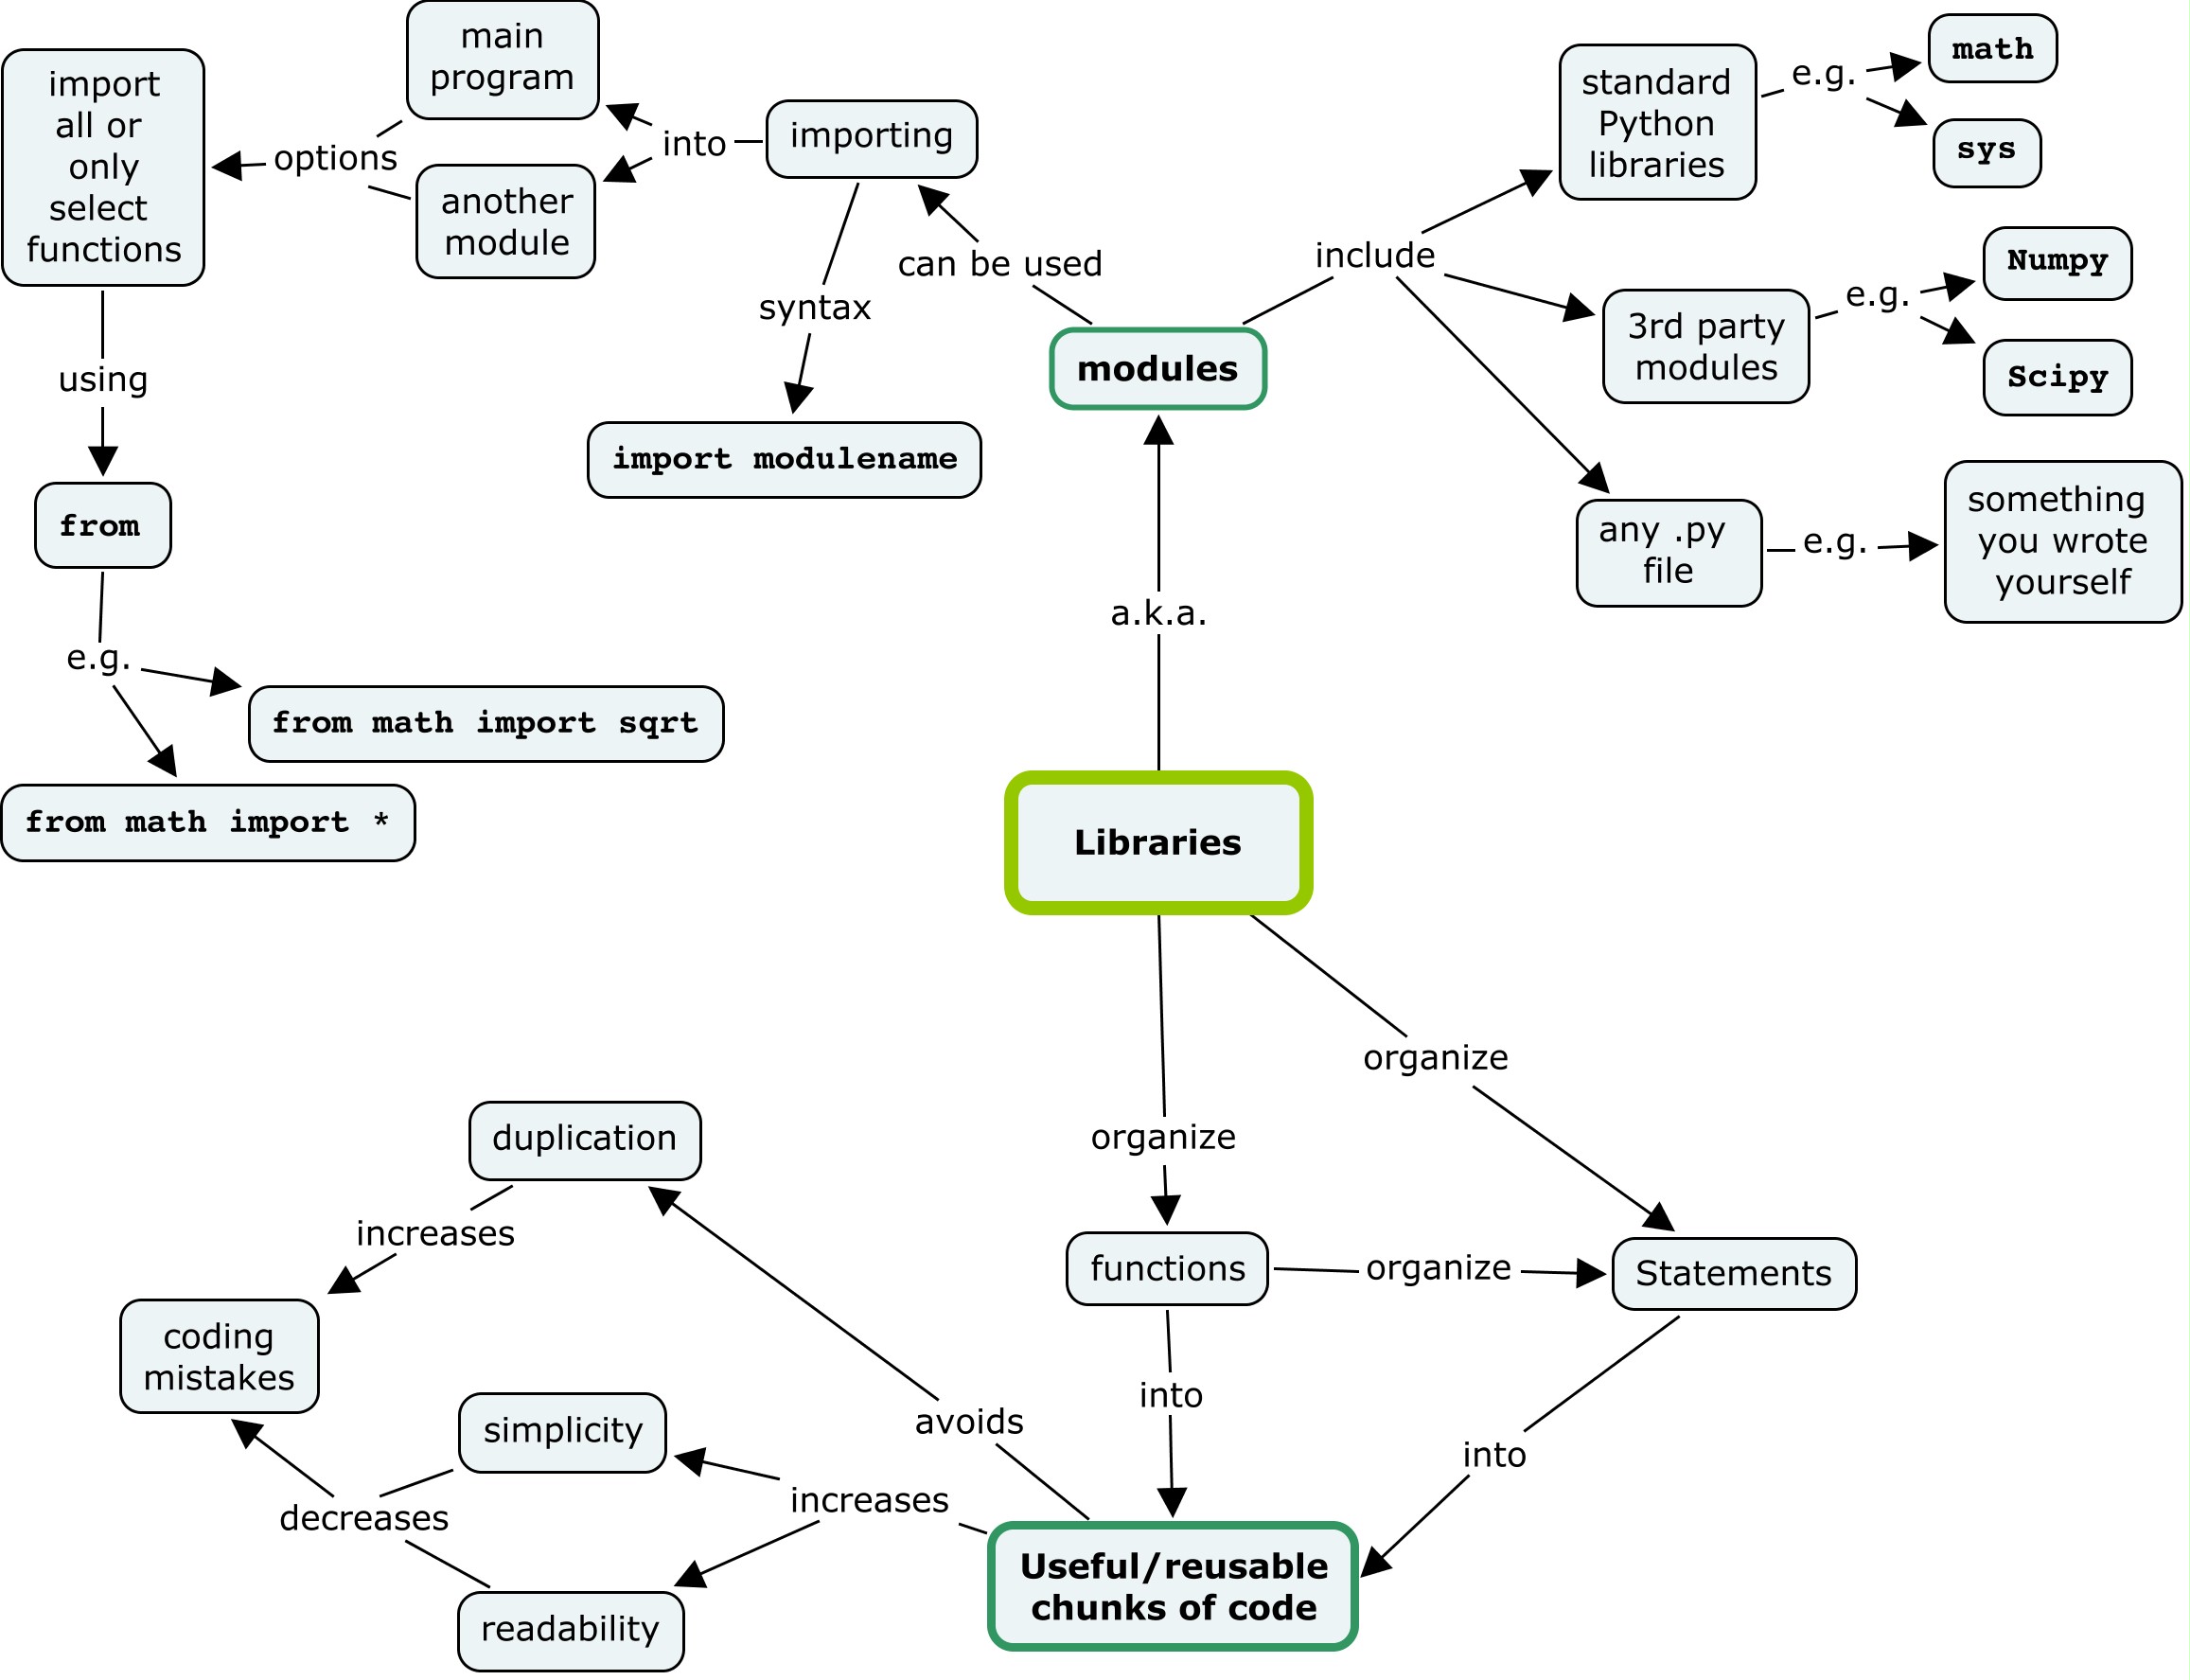 main
program
import
all or
only
select
functions
options
into
importing
another
module
can be used
syntax
import modulename
using
from
e.g.
from math import sqrt
from math import *
standard
Python
libraries
e.g.
math
sys
include
3rd party
modules
e.g.
Numpy
Scipy
any .py
file
e.g.
something
you wrote
yourself
modules
a.k.a.
Libraries
organize
organize
functions
organize
Statements
into
into
Useful/reusable
chunks of code
avoids
duplication
increases
coding
mistakes
increases
simplicity
readability
decreases